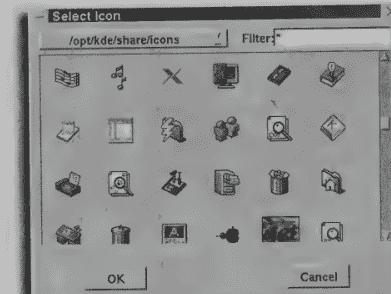 Select Icon
/opt/kde/share/icons /
Filter: *
A
OK
Cancel